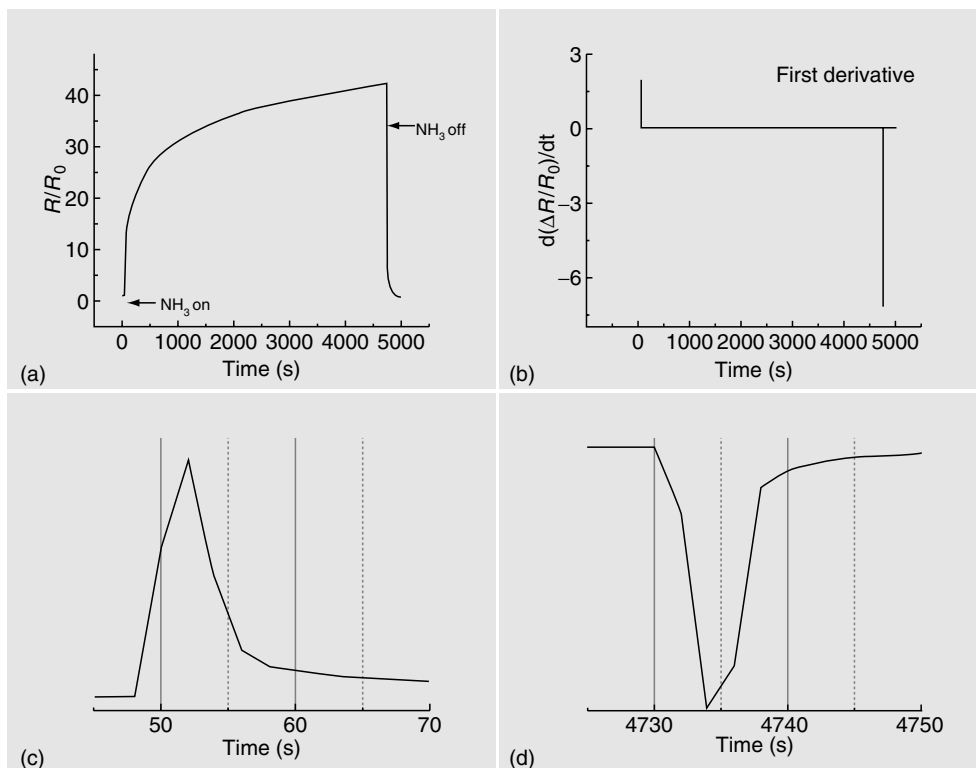 40
30
20
10
0
R/R₀
NH₃ off
NH₃ on
0 1000 2000 3000 4000 5000
Time (s)
(a)
3
0
−3
−6
d(ΔR/R₀)/dt
First derivative
0 1000 2000 3000 4000 5000
Time (s)
(b)
50 60 70
Time (s)
(c)
4730 4740 4750
Time (s)
(d)